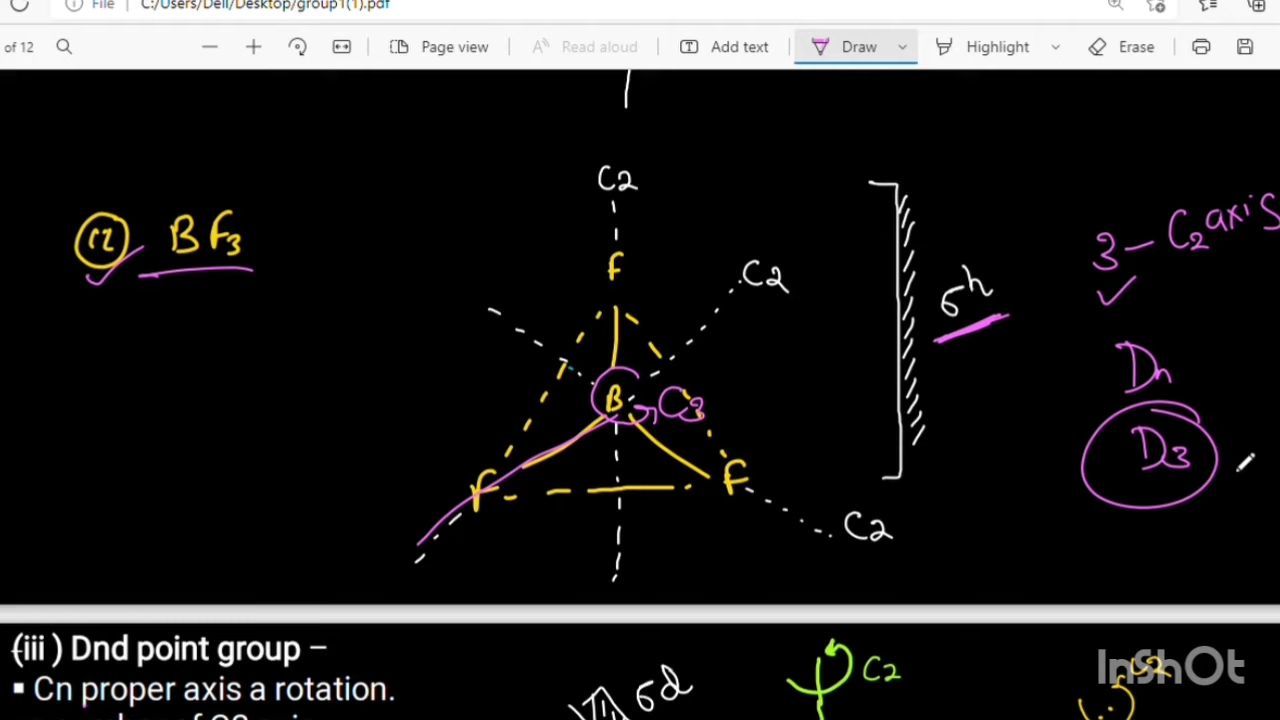 File | C:/Users/Dell/Desktop/group1(1).pdf
of 12
Page view
Read aloud
Add text
Draw
Highlight
Erase
C2
12 BF3
F
C2
3 - C2 axis
σh
Dn
B
C3
D3
F
F
C2
(iii ) Dnd point group –
▪ Cn proper axis a rotation.
σd
C2
C2
InShOt